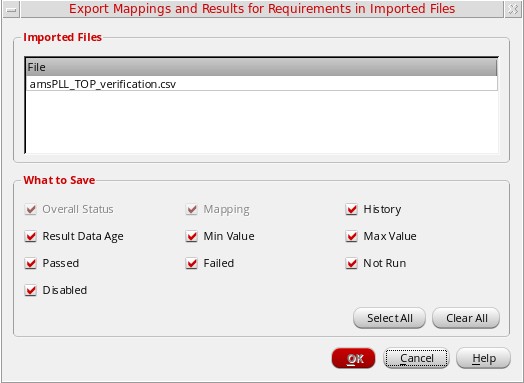 Export Mappings and Results for Requirements in Imported Files
Imported Files
File
amsPLL_TOP_verification.csv
What to Save
Overall Status Mapping History
Result Data Age Min Value Max Value
Passed Failed Not Run
Disabled
Select All Clear All
OK Cancel Help